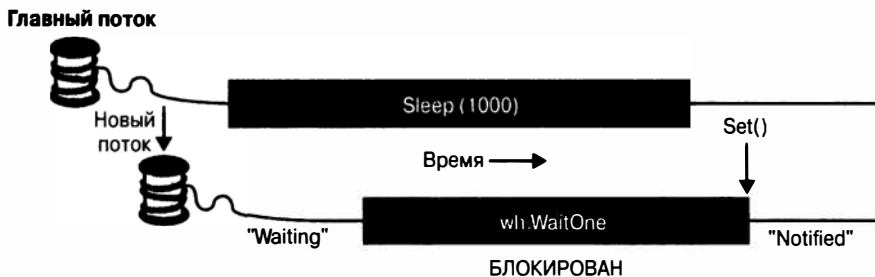 Главный поток
Sleep (1000)
Новый
поток
Set()
Время
"Waiting"
wh.WaitOne
"Notified"
БЛОКИРОВАН